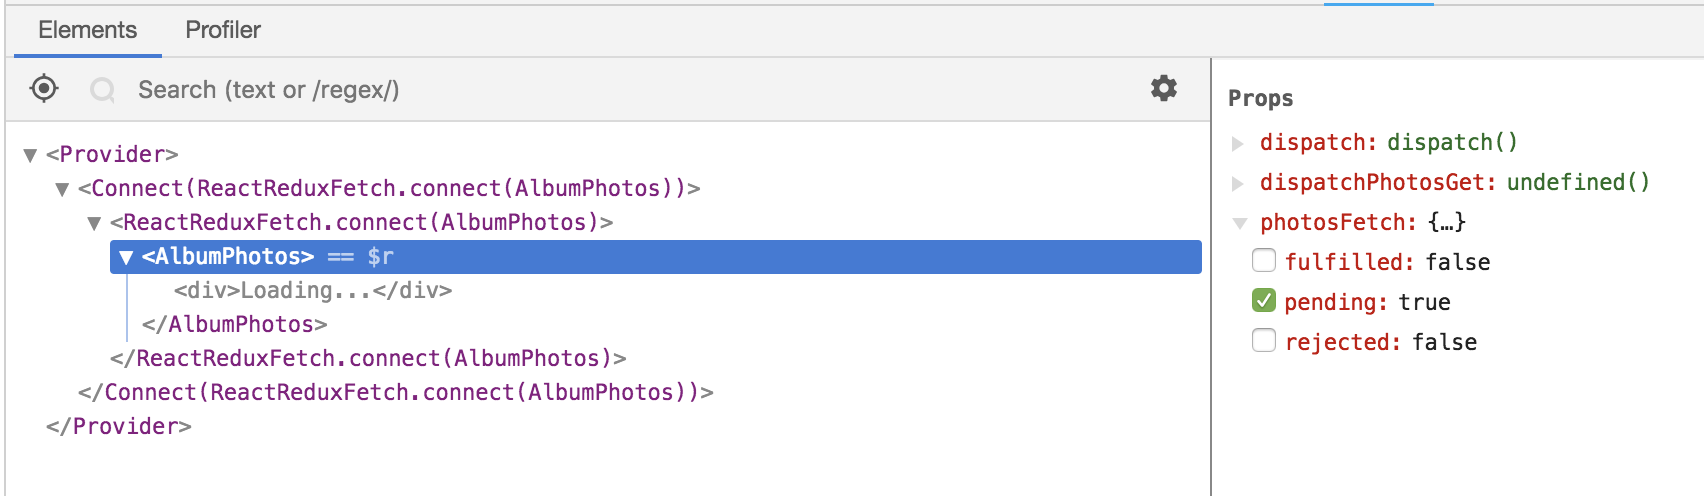 Elements Profiler
Search (text or /regex/)
▼ <Provider>
▼ <Connect(ReactReduxFetch.connect(AlbumPhotos))>
▼ <ReactReduxFetch.connect(AlbumPhotos)>
▼ <AlbumPhotos> == $r
<div>Loading...</div>
</AlbumPhotos>
</ReactReduxFetch.connect(AlbumPhotos)>
</Connect(ReactReduxFetch.connect(AlbumPhotos))>
</Provider>
Props
dispatch: dispatch()
dispatchPhotosGet: undefined()
photosFetch: {…}
fulfilled: false
pending: true
rejected: false